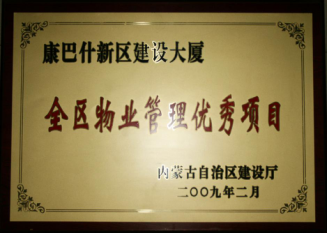 康巴什新区建设大厦
全区物业管理优秀项目
内蒙古自治区建设厅
二〇〇九年二月